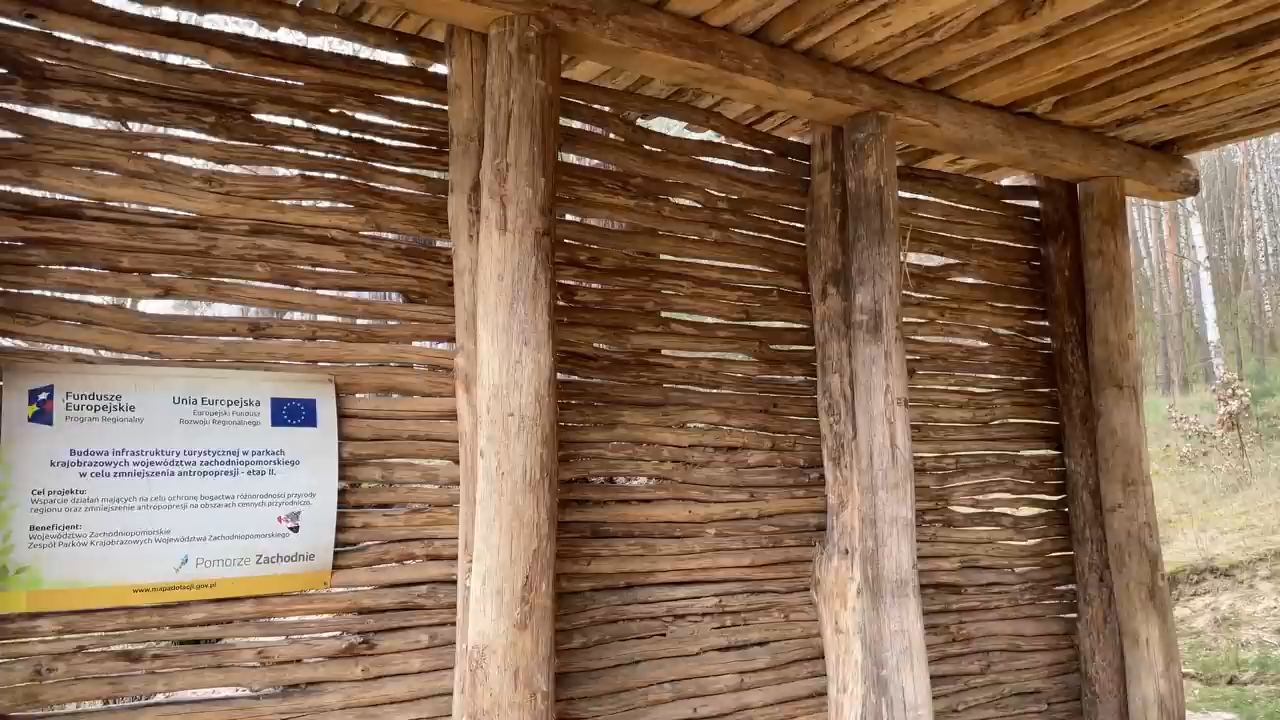 Fundusze
Europejskie
Program Regionalny
Unia Europejska
Europejski Fundusz
Rozwoju Regionalnego
Budowa infrastruktury turystycznej w parkach
krajobrazowych województwa zachodniopomorskiego
w celu zmniejszenia antropopresji - etap II.
Cel projektu:
Wsparcie działań mających na celu ochronę bogactwa różnorodności przyrody
regionu oraz zmniejszenie antropopresji na obszarach cennych przyrodniczo.
Beneficjent:
Województwo Zachodniopomorskie
Zespół Parków Krajobrazowych Województwa Zachodniopomorskiego
Pomorze Zachodnie
www.mapadotacji.gov.pl